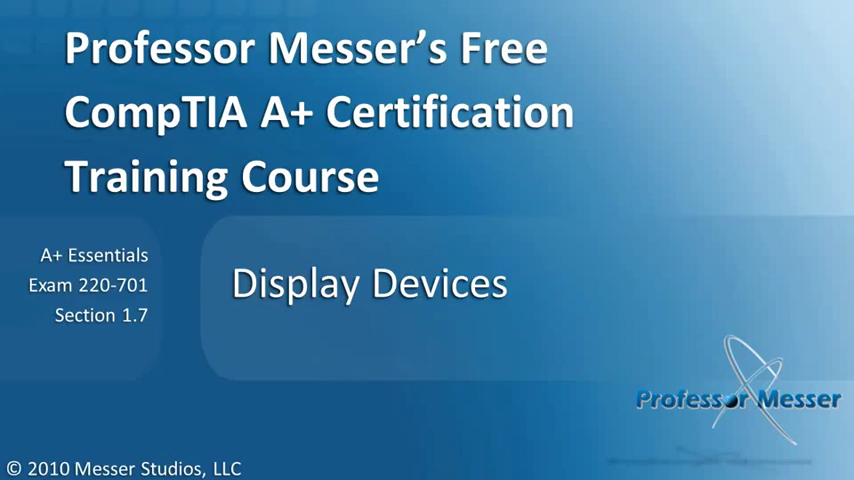 Professor Messer's Free
CompTIA A+ Certification
Training Course
A+ Essentials
Exam 220-701
Section 1.7
Display Devices
Professor Messer
© 2010 Messer Studios, LLC